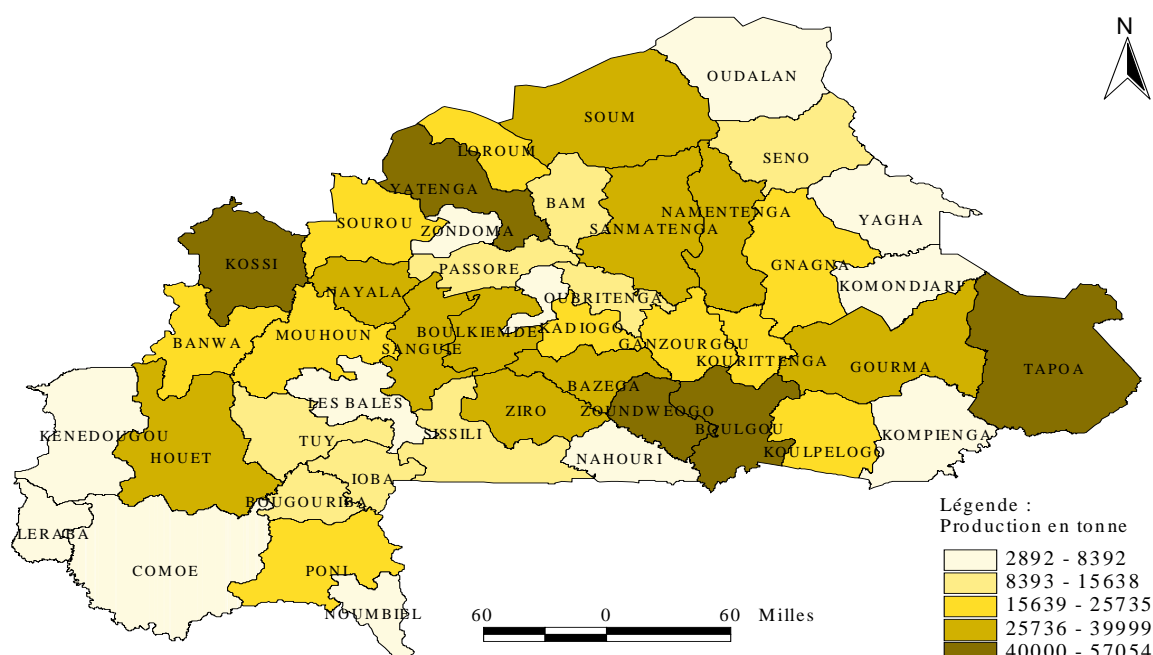 N
OUDALAN
SOUM
LOROUM
SENO
YATENGA
BAM
NAMENTENGA
YAGHA
SOUROU
ZONDOMA
SANMATENGA
KOSSI
PASSORE
GNAGNA
NAYALA
OUBRITENGA
KOMONDJARI
BANWA
MOUHOUN
BOULKIEMDE
KADIOGO
SANGUIE
GANZOURGOU
KOURITTENGA
GOURMA
TAPOA
BAZEGA
LES BALES
ZIRO
ZOUNDWEOGO
KENEDOUGOU
TUY
SISSILI
BOULGOU
KOMPIENGA
HOUET
NAHOURI
KOULPELOGO
IOBA
BOUGOURIBA
LERABA
COMOE
PONI
NOUMBIEL
60 0 60 Milles
Légende :
Production en tonne
2892 - 8392
8393 - 15638
15639 - 25735
25736 - 39999
40000 - 57054